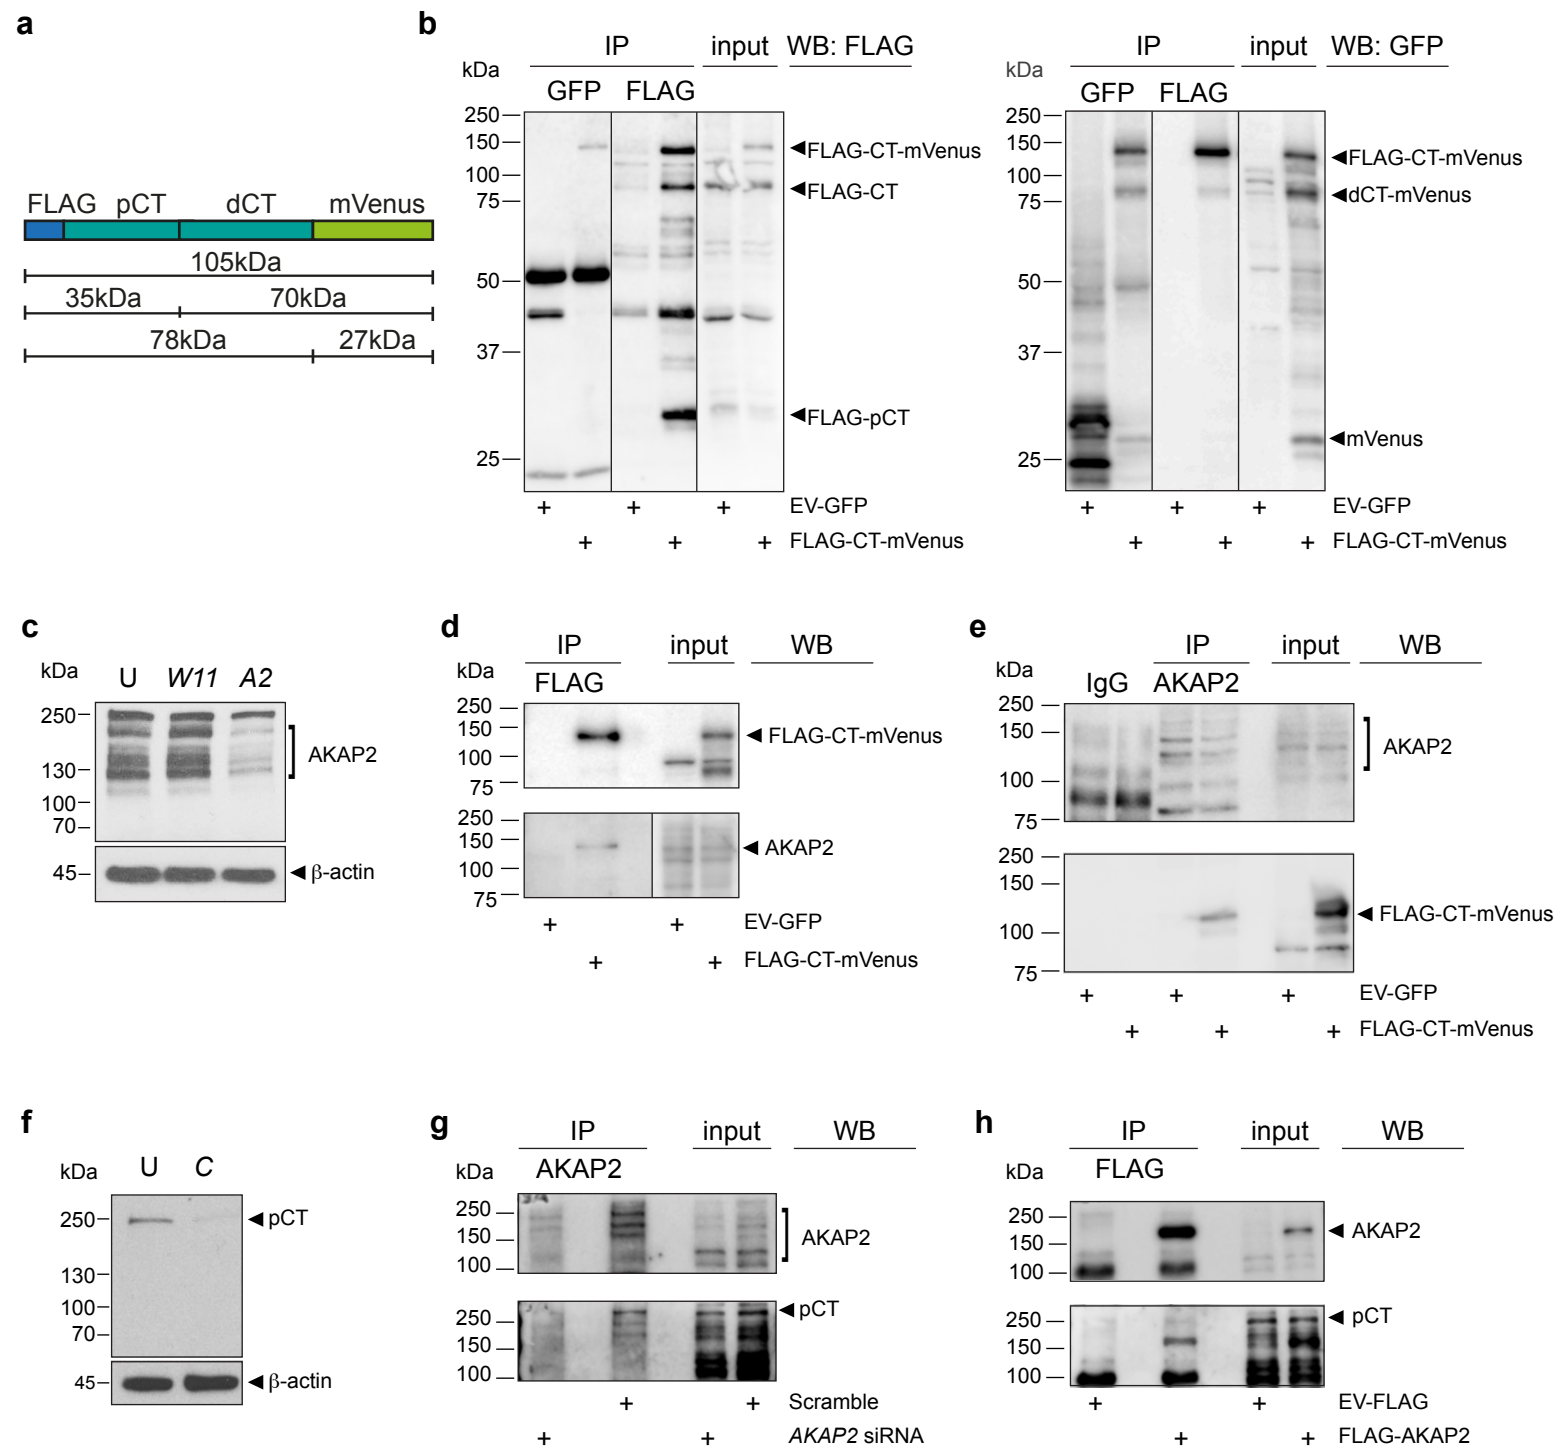 a
FLAG pCT dCT mVenus
105kDa
35kDa 70kDa
78kDa 27kDa
b
IP input WB: FLAG
kDa
GFP FLAG
250
150
100
75
50
37
25
FLAG-CT-mVenus
FLAG-CT
FLAG-pCT
+ + + EV-GFP
+ + + FLAG-CT-mVenus
IP input WB: GFP
kDa
GFP FLAG
250
150
100
75
50
37
25
FLAG-CT-mVenus
dCT-mVenus
mVenus
+ + + EV-GFP
+ + + FLAG-CT-mVenus
c
kDa
U W11 A2
250
130
100
70
AKAP2
45
β-actin
d
IP input WB
kDa
FLAG
250
150
100
75
FLAG-CT-mVenus
250
150
100
75
AKAP2
+ + EV-GFP
+ + FLAG-CT-mVenus
e
IP input WB
kDa
IgG AKAP2
250
150
100
75
AKAP2
250
150
100
75
FLAG-CT-mVenus
+ + + EV-GFP
+ + + FLAG-CT-mVenus
f
kDa
U C
250
130
100
70
pCT
45
β-actin
g
IP input WB
kDa
AKAP2
250
150
100
AKAP2
250
150
100
pCT
+ + Scramble
+ + AKAP2 siRNA
h
IP input WB
kDa
FLAG
250
150
100
AKAP2
250
150
100
pCT
+ + EV-FLAG
+ + FLAG-AKAP2